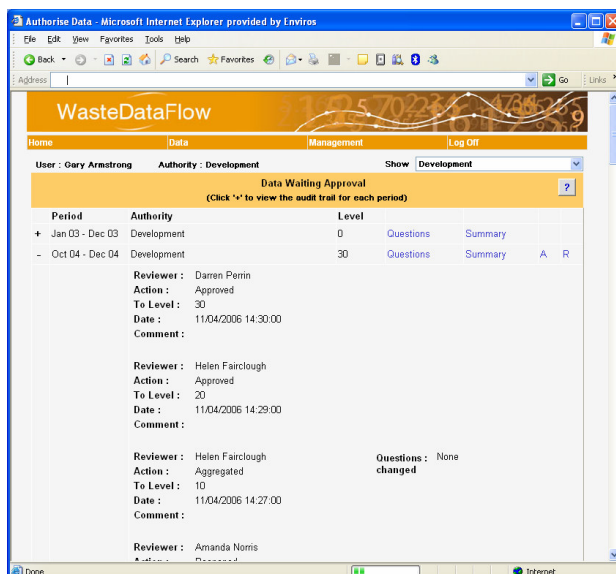 Authorise Data - Microsoft Internet Explorer provided by Enviros
File Edit View Favorites Tools Help
Back Search Favorites
Address Go Links
WasteDataFlow
Home Data Management Log Off
User : Gary Armstrong Authority : Development Show Development
Data Waiting Approval
(Click '+' to view the audit trail for each period)
?
Period Authority Level
+ Jan 03 - Dec 03 Development 0 Questions Summary
- Oct 04 - Dec 04 Development 30 Questions Summary A R
Reviewer : Darren Perrin
Action : Approved
To Level : 30
Date : 11/04/2006 14:30:00
Comment :
Reviewer : Helen Fairclough
Action : Approved
To Level : 20
Date : 11/04/2006 14:29:00
Comment :
Reviewer : Helen Fairclough Questions : None
Action : Aggregated changed
To Level : 10
Date : 11/04/2006 14:27:00
Comment :
Reviewer : Amanda Norris
Done Internet